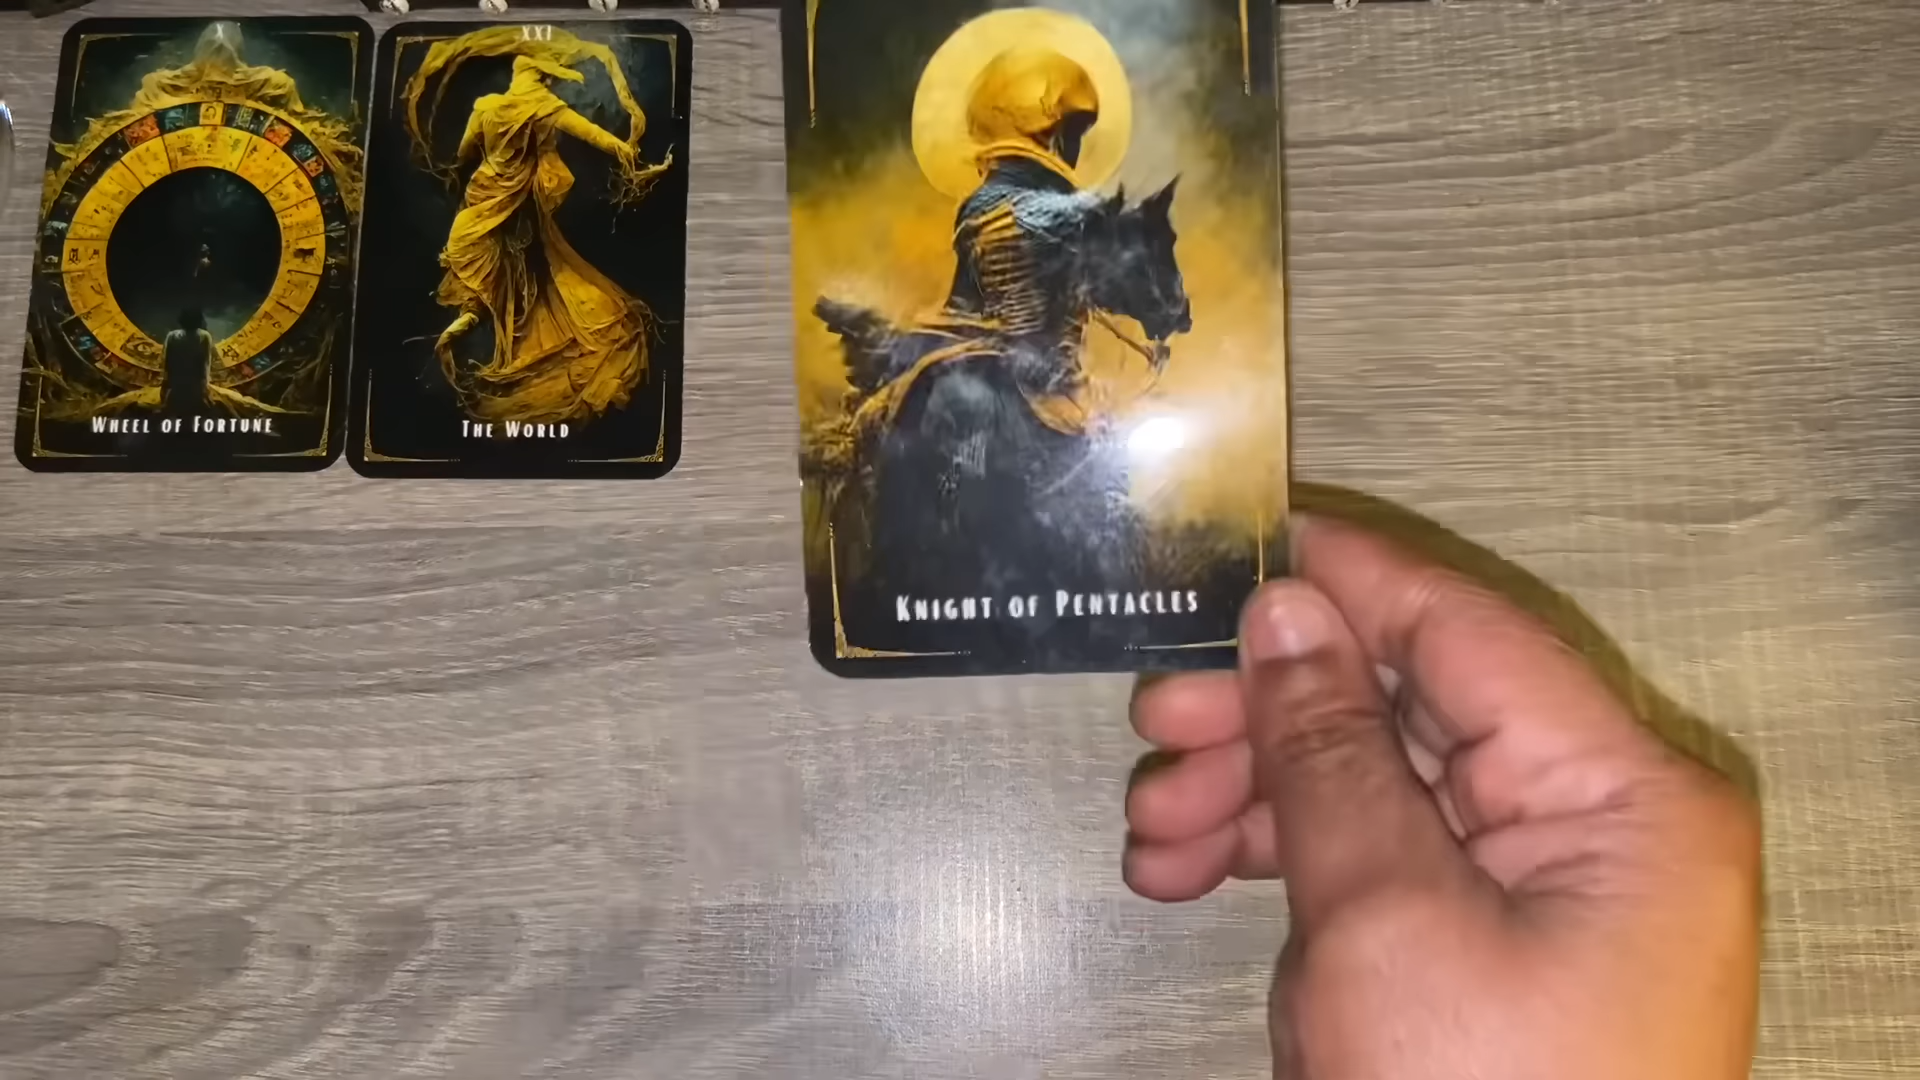 X
WHEEL OF FORTUNE
XXI
THE WORLD
KNIGHT OF PENTACLES